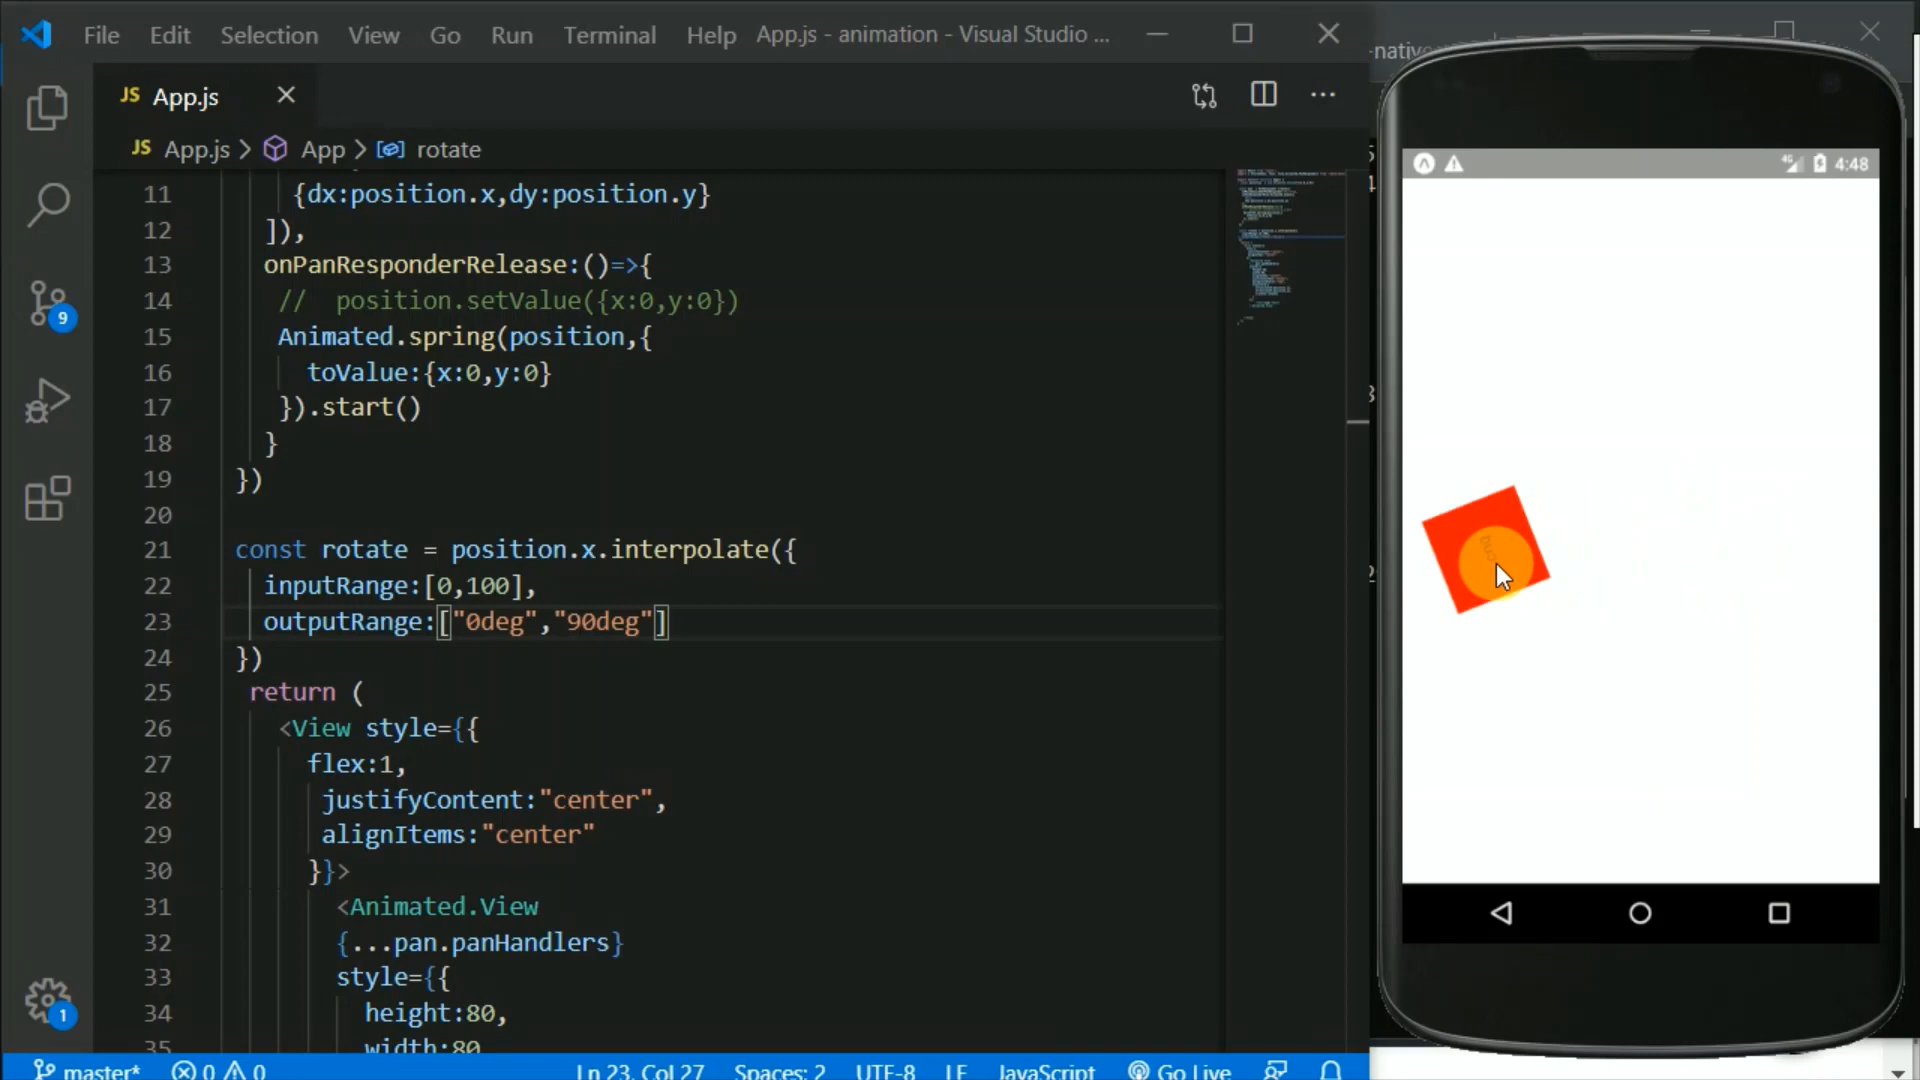 File Edit Selection View Go Run Terminal Help App.js - animation - Visual Studio ...
JS App.js
JS App.js > App > rotate
11 {dx:position.x,dy:position.y}
12 ]),
13 onPanResponderRelease:()=>{
14 //  position.setValue({x:0,y:0})
15 Animated.spring(position,{
16 toValue:{x:0,y:0}
17 }).start()
18 }
19 })
20
21 const rotate = position.x.interpolate({
22 inputRange:[0,100],
23 outputRange:["0deg","90deg"]
24 })
25 return (
26 <View style={{
27 flex:1,
28 justifyContent:"center",
29 alignItems:"center"
30 }}>
31 <Animated.View
32 {...pan.panHandlers}
33 style={{
34 height:80,
35 width:80
9
1
master* 0 0 Ln 23, Col 27 Spaces: 2 UTF-8 LF JavaScript Go Live
-native
4G 4:48